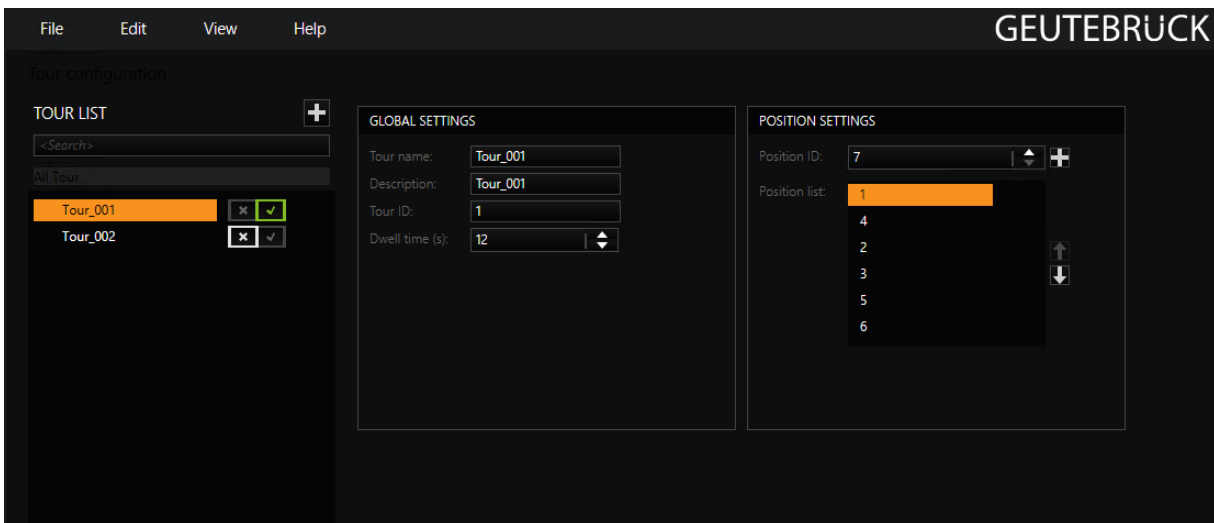 File Edit View Help
GEUTEBRÜCK
Tour configuration
TOUR LIST
<Search>
All Tour
Tour_001
Tour_002
GLOBAL SETTINGS
Tour name: Tour_001
Description: Tour_001
Tour ID: 1
Dwell time (s): 12
POSITION SETTINGS
Position ID: 7
Position list: 1
4
2
3
5
6